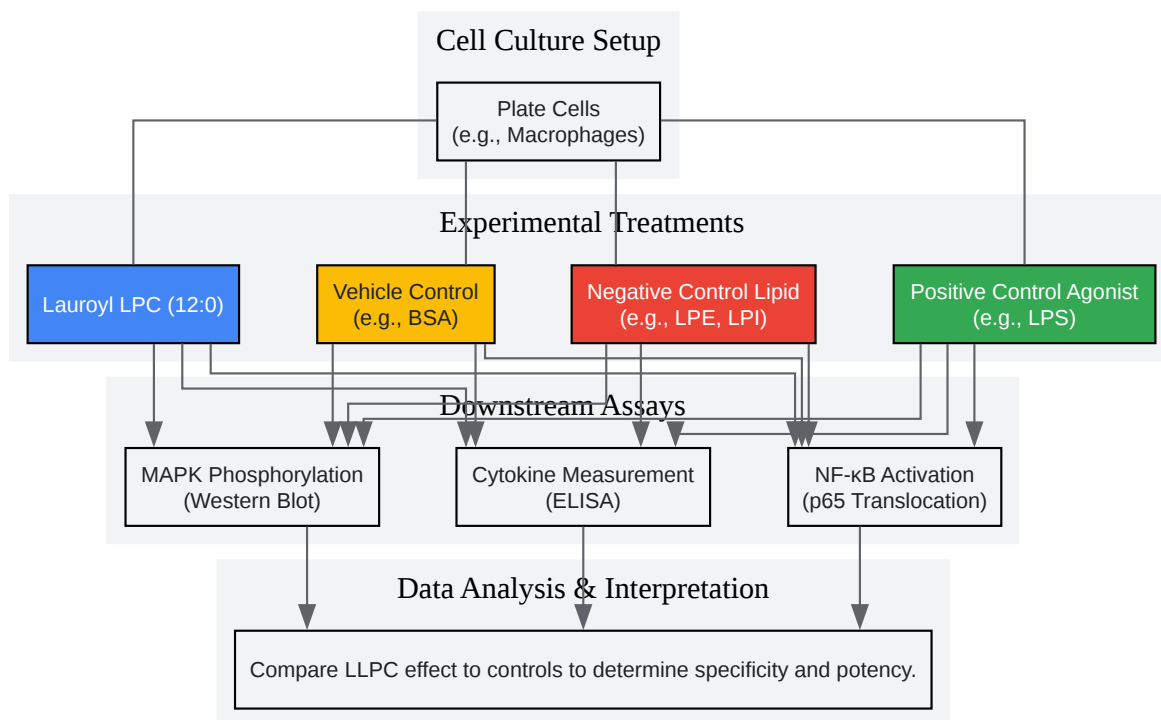 Cell Culture Setup
Plate Cells
(e.g., Macrophages)
Experimental Treatments
Lauroyl LPC (12:0)
Vehicle Control
(e.g., BSA)
Negative Control Lipid
(e.g., LPE, LPI)
Positive Control Agonist
(e.g., LPS)
Downstream Assays
MAPK Phosphorylation
(Western Blot)
Cytokine Measurement
(ELISA)
NF-κB Activation
(p65 Translocation)
Data Analysis & Interpretation
Compare LLPC effect to controls to determine specificity and potency.